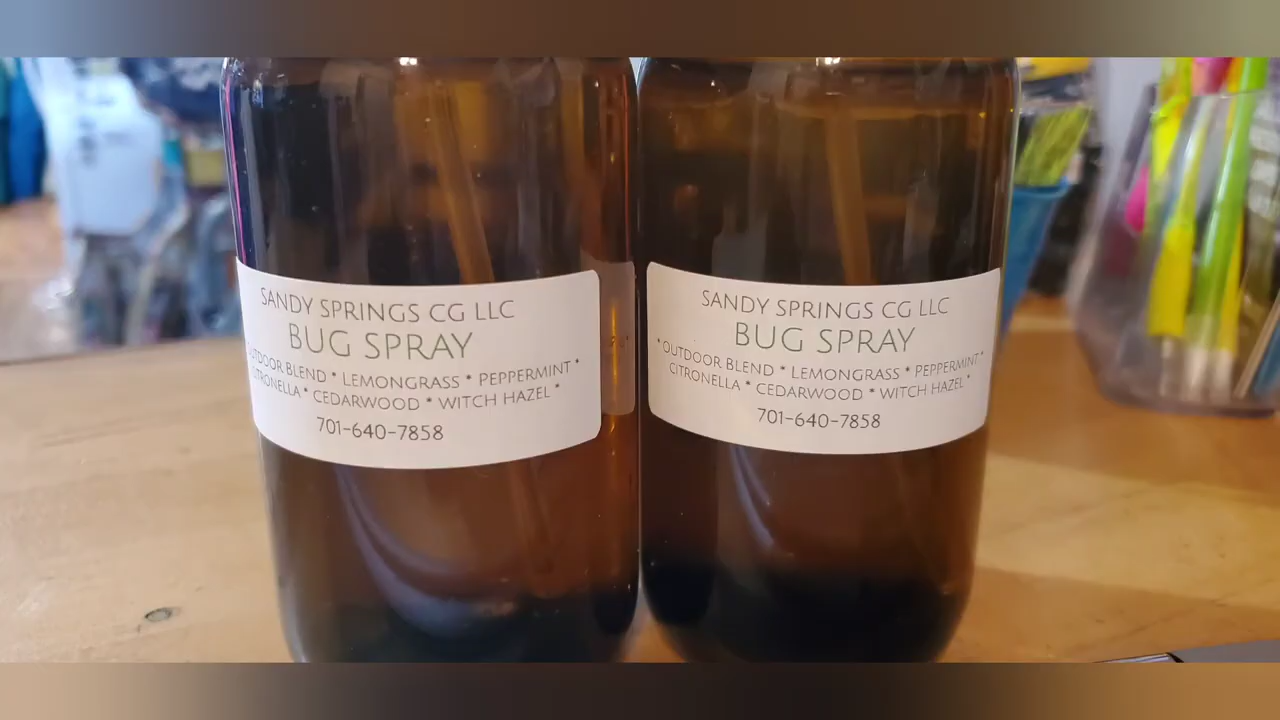 SANDY SPRINGS CG LLC
BUG SPRAY
OUTDOOR BLEND * LEMONGRASS * PEPPERMINT *
CITRONELLA * CEDARWOOD * WITCH HAZEL *
701-640-7858
SANDY SPRINGS CG LLC
BUG SPRAY
* OUTDOOR BLEND * LEMONGRASS * PEPPERMINT *
CITRONELLA * CEDARWOOD * WITCH HAZEL *
701-640-7858